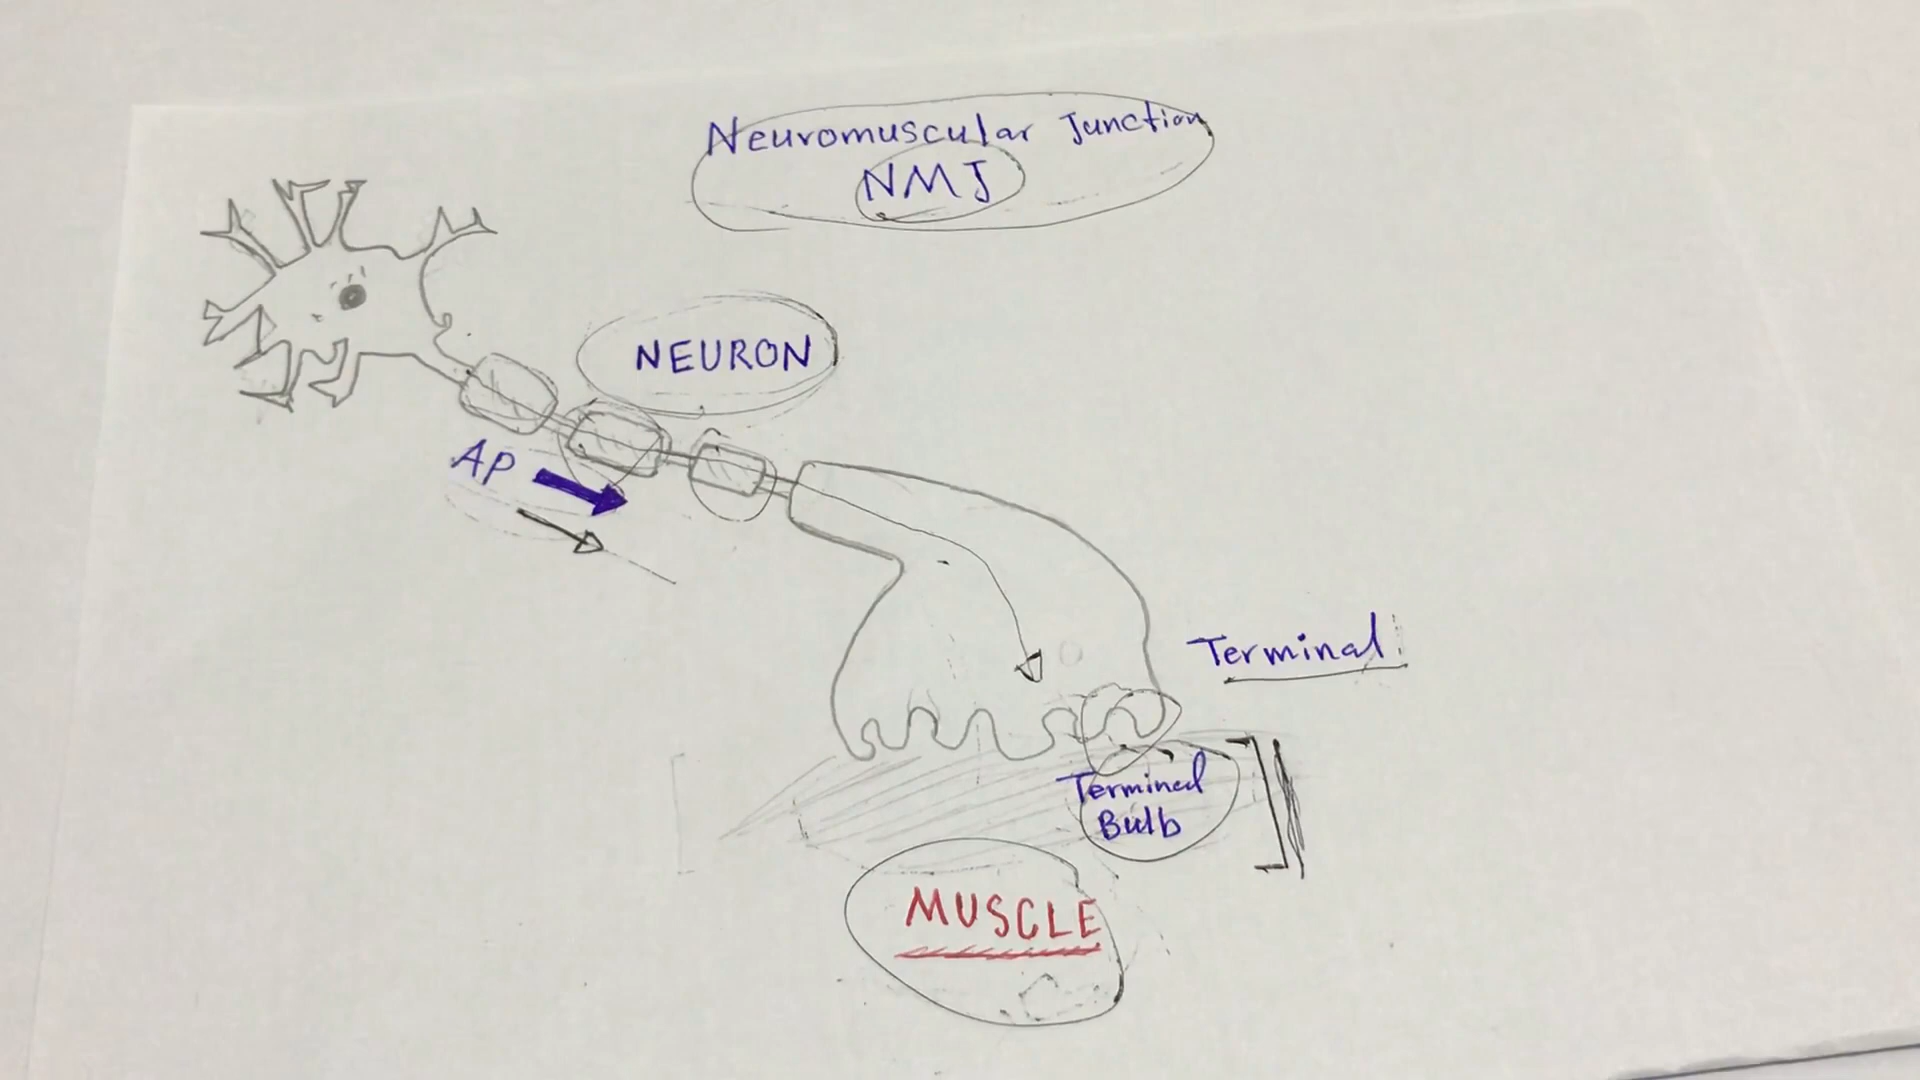 Neuromuscular Junction
NMJ
NEURON
AP
Terminal
Terminal
Bulb
MUSCLE